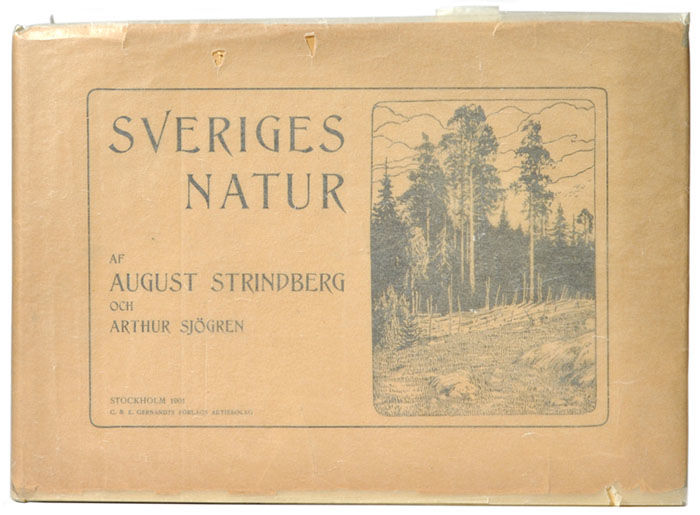 SVERIGES
NATUR
AF
AUGUST STRINDBERG
OCH
ARTHUR SJÖGREN
STOCKHOLM 1901
C. & E. GERNANDTS FÖRLAGS AKTIEBOLAG